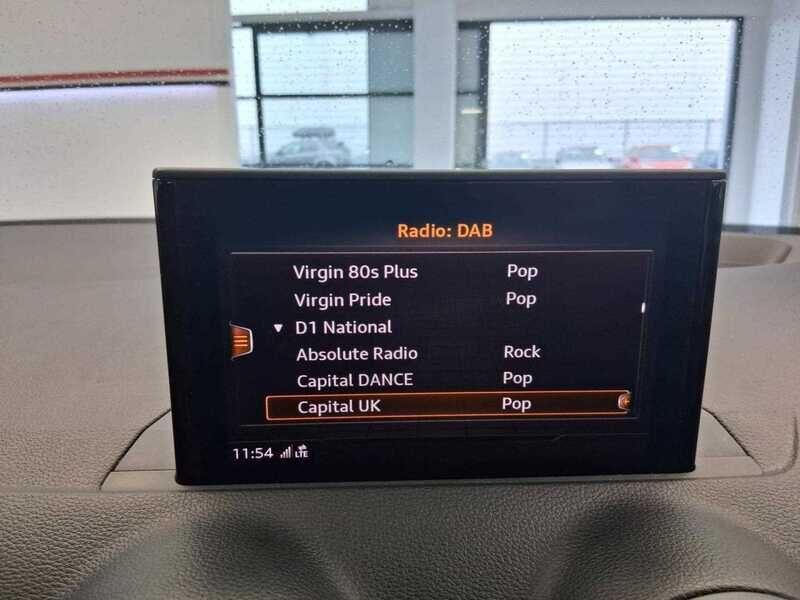 Radio: DAB
Virgin 80s Plus Pop
Virgin Pride Pop
D1 National
Absolute Radio Rock
Capital DANCE Pop
Capital UK Pop
11:54 LTE